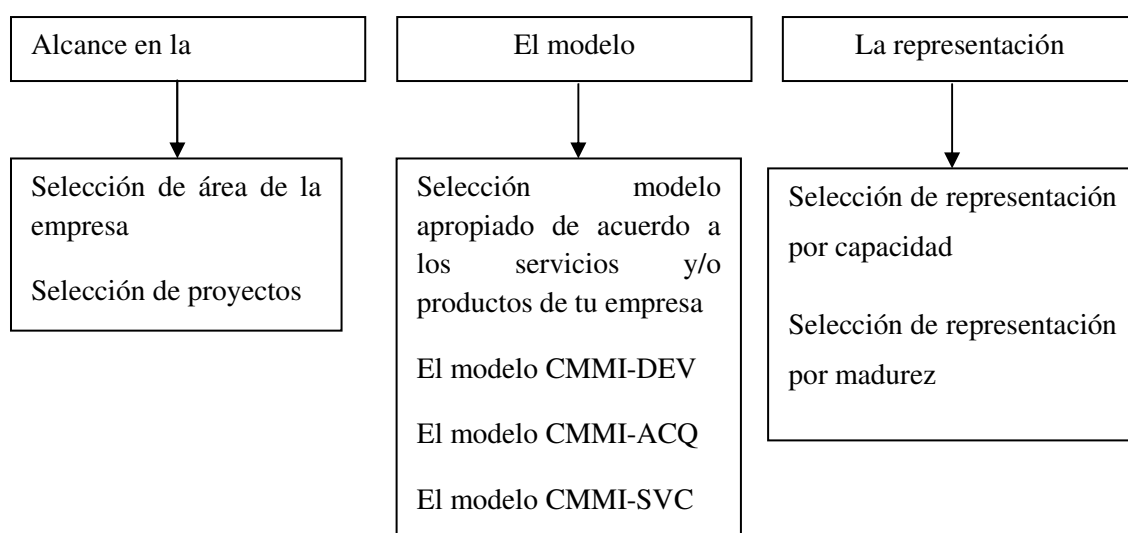 Alcance en la
El modelo
La representación
Selección de área de la
empresa
Selección de proyectos
Selección modelo
apropiado de acuerdo a
los servicios y/o
productos de tu empresa
El modelo CMMI-DEV
El modelo CMMI-ACQ
El modelo CMMI-SVC
Selección de representación
por capacidad
Selección de representación
por madurez